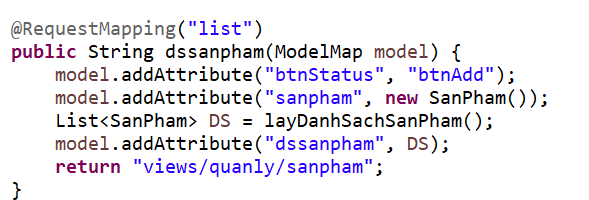 @RequestMapping("list")
public String dssanpham(ModelMap model) {
    model.addAttribute("btnStatus", "btnAdd");
    model.addAttribute("sanpham", new SanPham());
    List<SanPham> DS = layDanhSachSanPham();
    model.addAttribute("dssanpham", DS);
    return "views/quanly/sanpham";
}